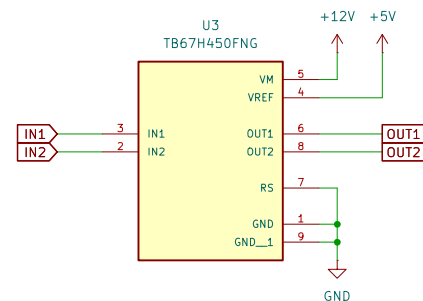 +12V +5V
U3
TB67H450FNG
VM 5
VREF 4
IN1 3 IN1 OUT1 6 OUT1
IN2 2 IN2 OUT2 8 OUT2
RS 7
GND 1
GND__1 9
GND